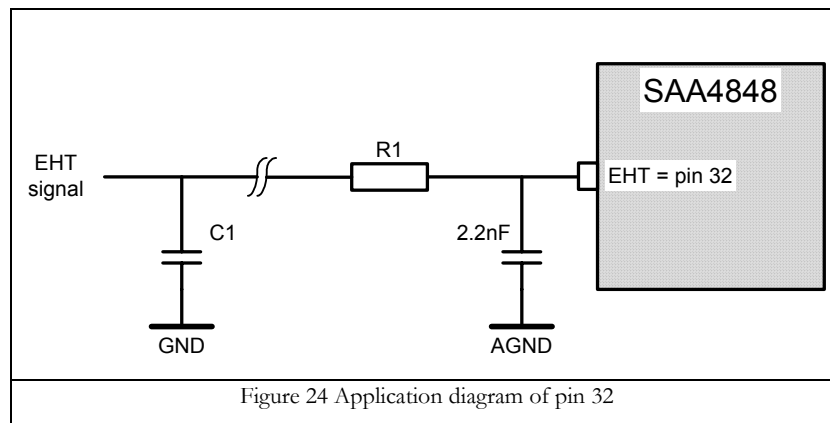 SAA4848
R1
EHT
signal
EHT = pin 32
C1
2.2nF
GND
AGND
Figure 24 Application diagram of pin 32